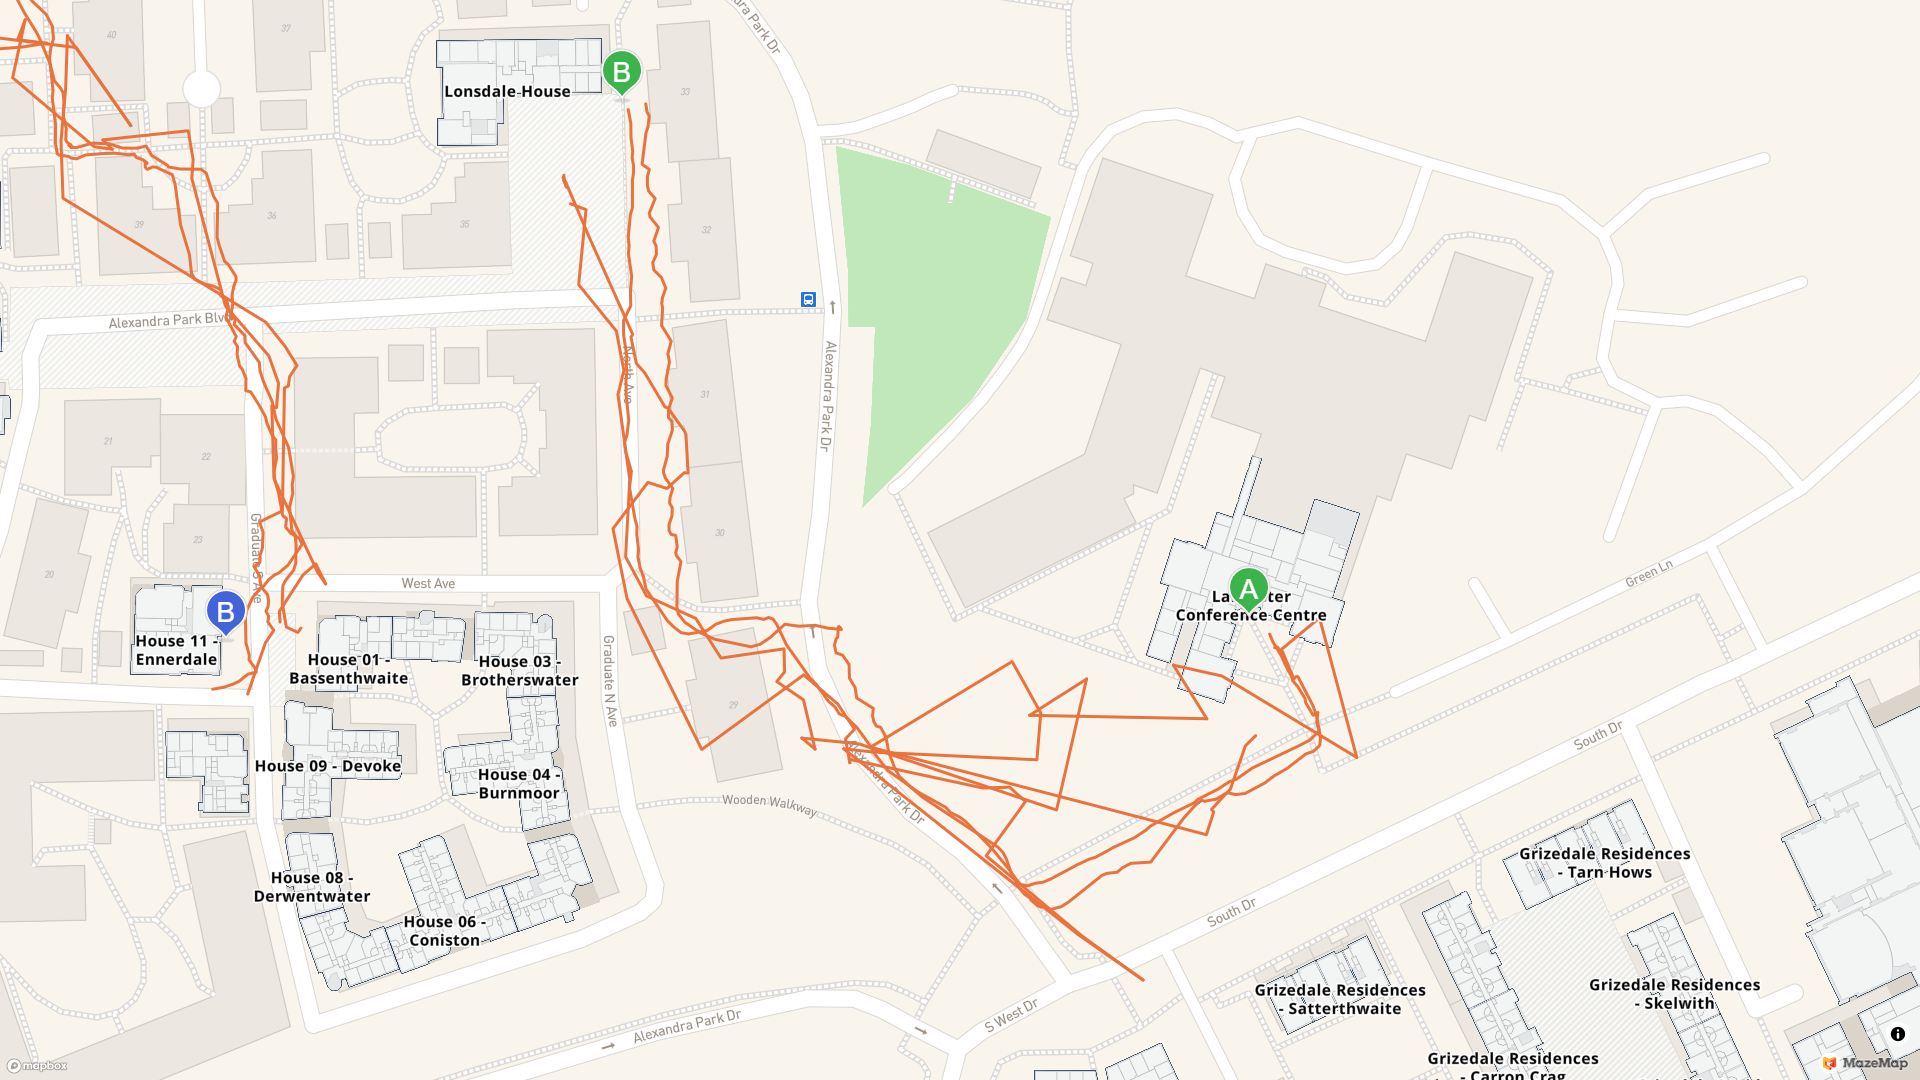 40
37
Alexandra Park Dr
33
Lonsdale House
B
39
36
35
32
Alexandra Park Blvd
North Ave
Alexandra Park Dr
31
21
22
23
20
30
Graduate S Ave
West Ave
Green Ln
A
Lancaster
Conference Centre
B
House 11 -
Ennerdale
House 01 -
Bassenthwaite
House 03 -
Brotherswater
Graduate N Ave
29
House 09 - Devoke
House 04 -
Burnmoor
Wooden Walkway
Alexandra Park Dr
South Dr
House 08 -
Derwentwater
House 06 -
Coniston
South Dr
Grizedale Residences
- Tarn Hows
Grizedale Residences
- Satterthwaite
Grizedale Residences
- Skelwith
S West Dr
Alexandra Park Dr
Grizedale Residences
- Carron Crag
mapbox
MazeMap